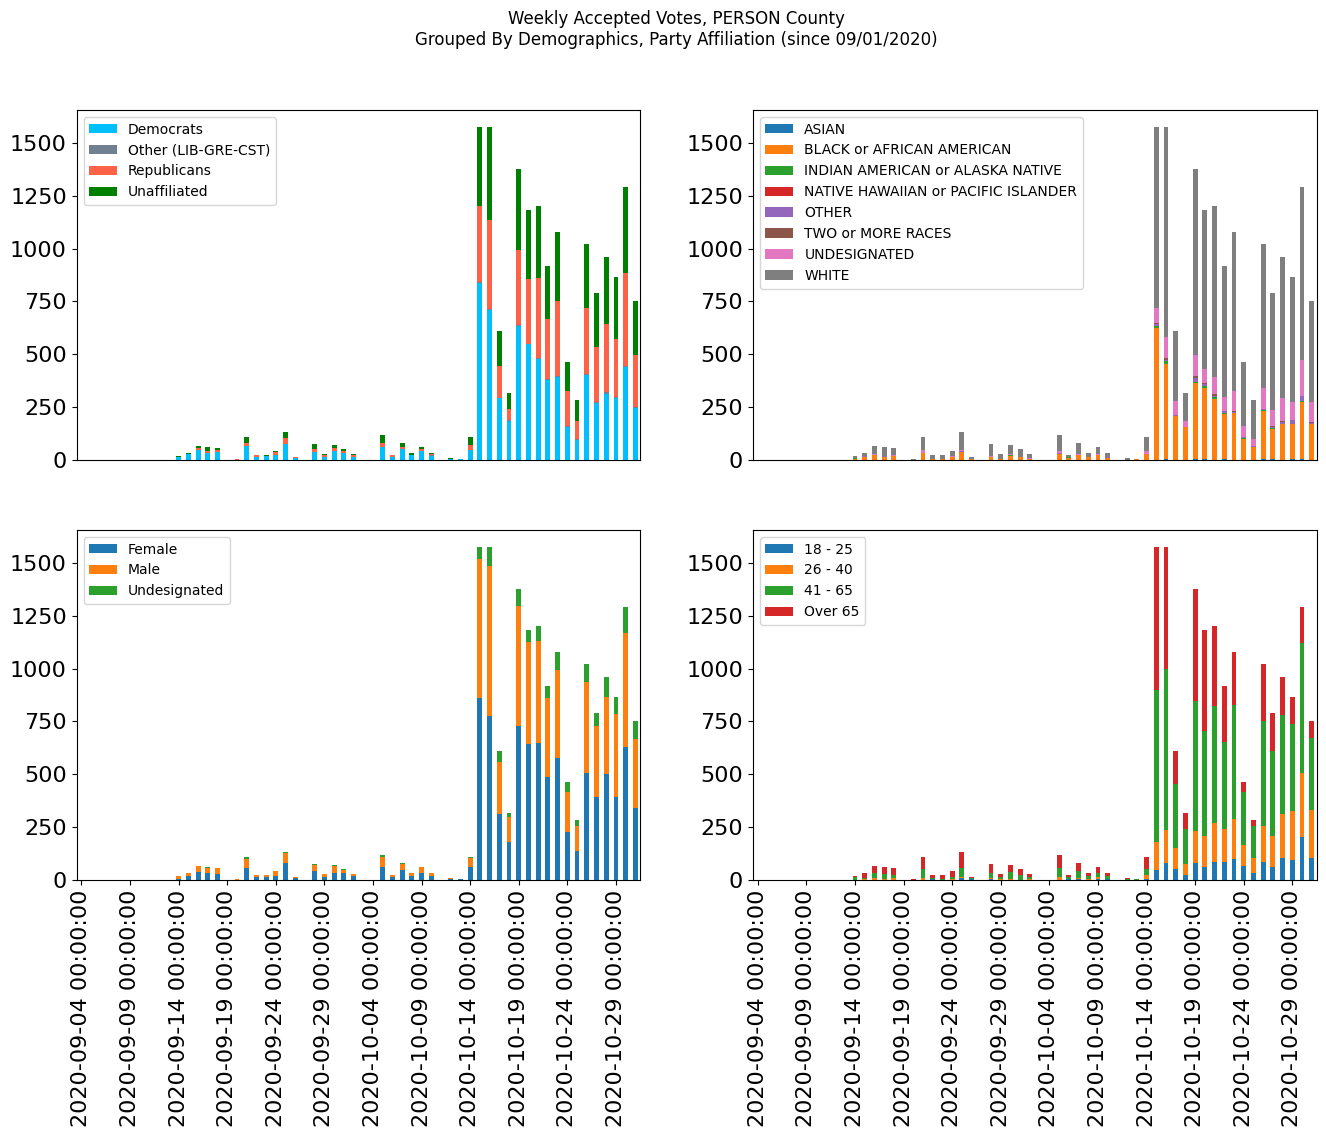 Weekly Accepted Votes, PERSON County
Grouped By Demographics, Party Affiliation (since 09/01/2020)
1500
1250
1000
750
500
250
0
Democrats
Other (LIB-GRE-CST)
Republicans
Unaffiliated
1500
1250
1000
750
500
250
0
ASIAN
BLACK or AFRICAN AMERICAN
INDIAN AMERICAN or ALASKA NATIVE
NATIVE HAWAIIAN or PACIFIC ISLANDER
OTHER
TWO or MORE RACES
UNDESIGNATED
WHITE
1500
1250
1000
750
500
250
0
Female
Male
Undesignated
2020-09-04 00:00:00
2020-09-09 00:00:00
2020-09-14 00:00:00
2020-09-19 00:00:00
2020-09-24 00:00:00
2020-09-29 00:00:00
2020-10-04 00:00:00
2020-10-09 00:00:00
2020-10-14 00:00:00
2020-10-19 00:00:00
2020-10-24 00:00:00
2020-10-29 00:00:00
1500
1250
1000
750
500
250
0
18 - 25
26 - 40
41 - 65
Over 65
2020-09-04 00:00:00
2020-09-09 00:00:00
2020-09-14 00:00:00
2020-09-19 00:00:00
2020-09-24 00:00:00
2020-09-29 00:00:00
2020-10-04 00:00:00
2020-10-09 00:00:00
2020-10-14 00:00:00
2020-10-19 00:00:00
2020-10-24 00:00:00
2020-10-29 00:00:00